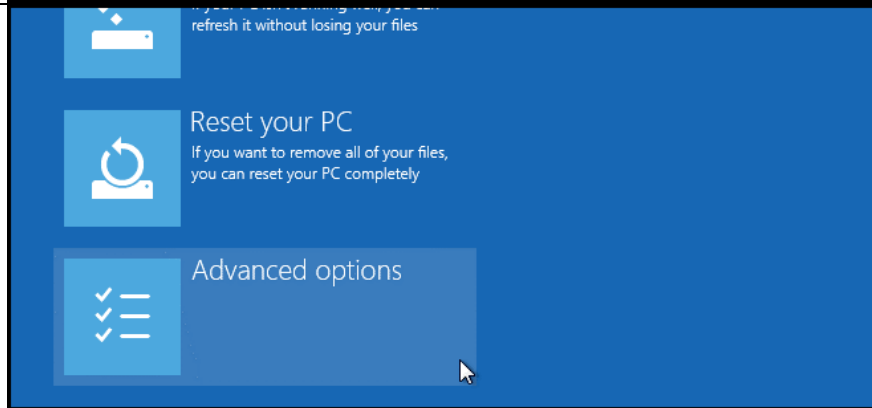 refresh it without losing your files
Reset your PC
If you want to remove all of your files,
you can reset your PC completely
Advanced options